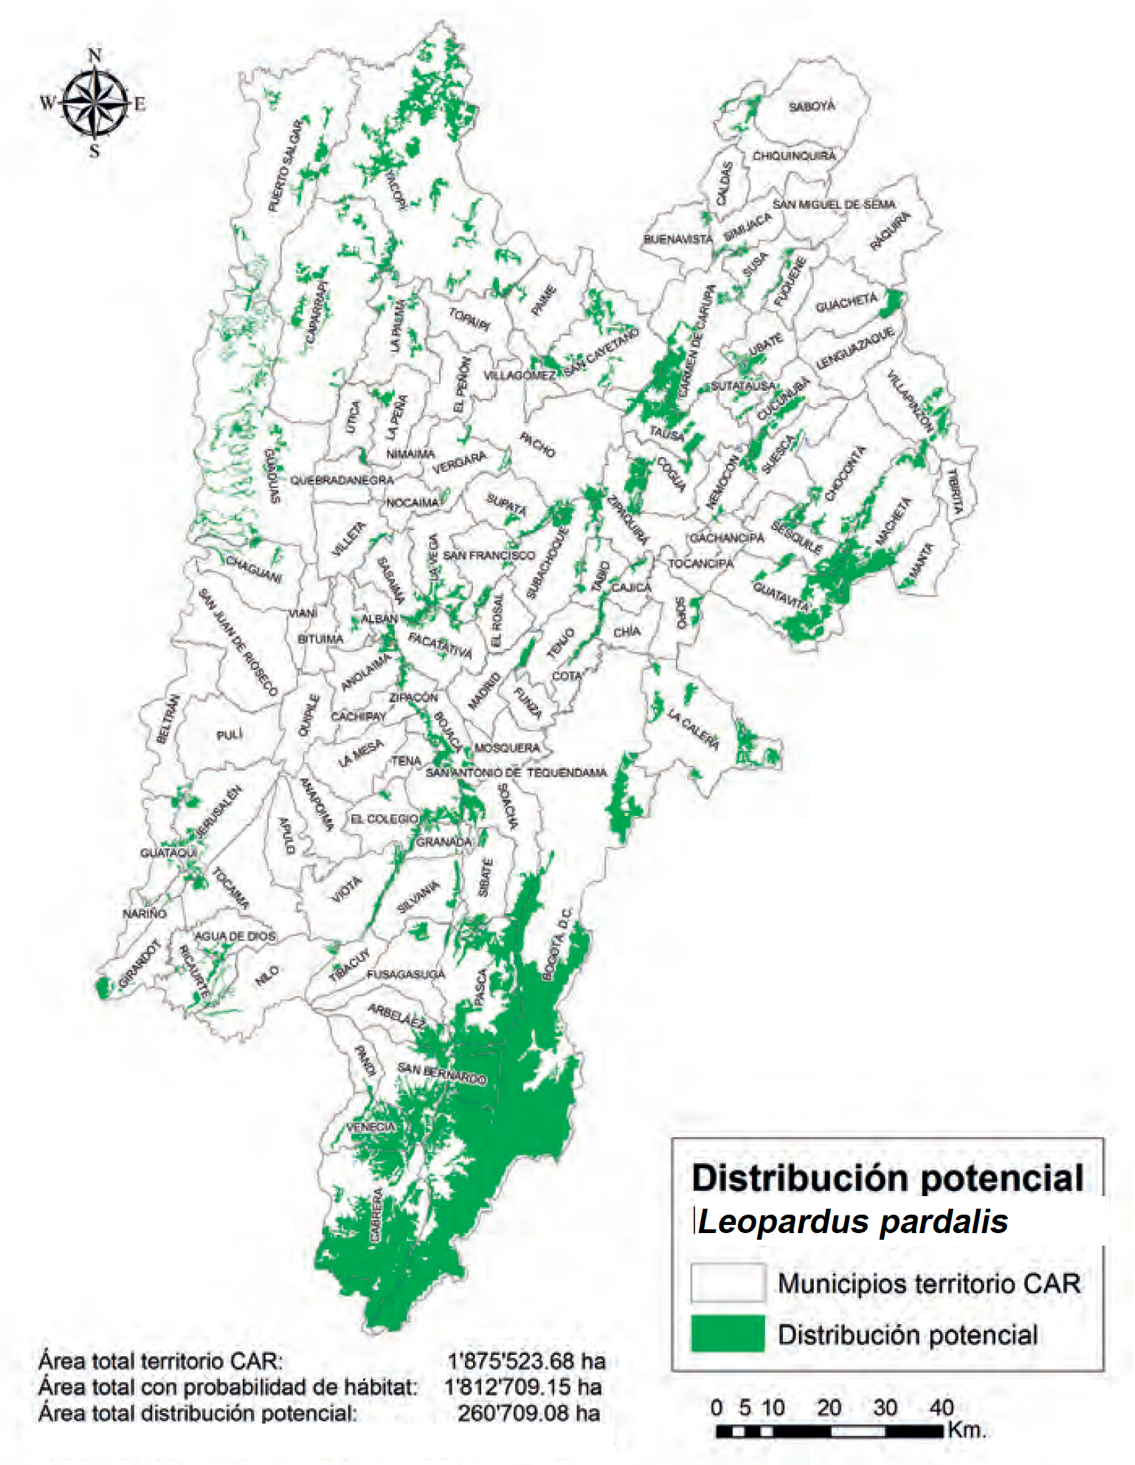 N
W E
S
SABOYÁ
CHIQUINQUIRÁ
CALDAS
SAN MIGUEL DE SEMA
RÁQUIRA
BUENAVISTA
SIMIJACA
PUERTO SALGAR
YACOPÍ
SUSA
FÚQUENE
GUACHETÁ
LENGUAZAQUE
CARMEN DE CARUPA
UBATÉ
CAPARRAPÍ
LA PALMA
TOPAIPI
PAIME
SAN CAYETANO
VILLAGÓMEZ
EL PEÑÓN
SUTATAUSA
CUCUNUBÁ
VILLAPINZÓN
ÚTICA
LA PEÑA
PACHO
TAUSA
COGUA
NEMOCÓN
SUESCA
CHOCONTÁ
TIBIRITA
GUADUAS
NIMAIMA
VERGARA
QUEBRADANEGRA
NOCAIMA
SUPATÁ
ZIPAQUIRÁ
MACHETÁ
MANTA
VILLETA
LA VEGA
SAN FRANCISCO
SUBACHOQUE
GACHANCIPÁ
SESQUILÉ
TOCANCIPÁ
GUATAVITA
CHAGUANÍ
SASAIMA
TABIO
CAJICÁ
SOPÓ
VIANÍ
BITUIMA
ALBÁN
FACATATIVÁ
EL ROSAL
TENJO
CHÍA
SAN JUAN DE RIOSECO
ANOLAIMA
COTA
ZIPACÓN
MADRID
FUNZA
BELTRÁN
PULÍ
QUIPILE
CACHIPAY
BOJACÁ
LA CALERA
MOSQUERA
LA MESA
TENA
SAN ANTONIO DE TEQUENDAMA
JERUSALÉN
ANAPOIMA
APULO
EL COLEGIO
SOACHA
GRANADA
GUATAQUÍ
TOCAIMA
VIOTÁ
SILVANIA
SIBATÉ
NARIÑO
AGUA DE DIOS
GIRARDOT
RICAURTE
NILO
TIBACUY
FUSAGASUGÁ
PASCA
BOGOTÁ, D.C.
ARBELÁEZ
PANDI
SAN BERNARDO
VENECIA
CABRERA
Distribución potencial
Leopardus pardalis
Municipios territorio CAR
Distribución potencial
Área total territorio CAR: 1'875'523.68 ha
Área total con probabilidad de hábitat: 1'812'709.15 ha
Área total distribución potencial: 260'709.08 ha
0 5 10 20 30 40
Km.